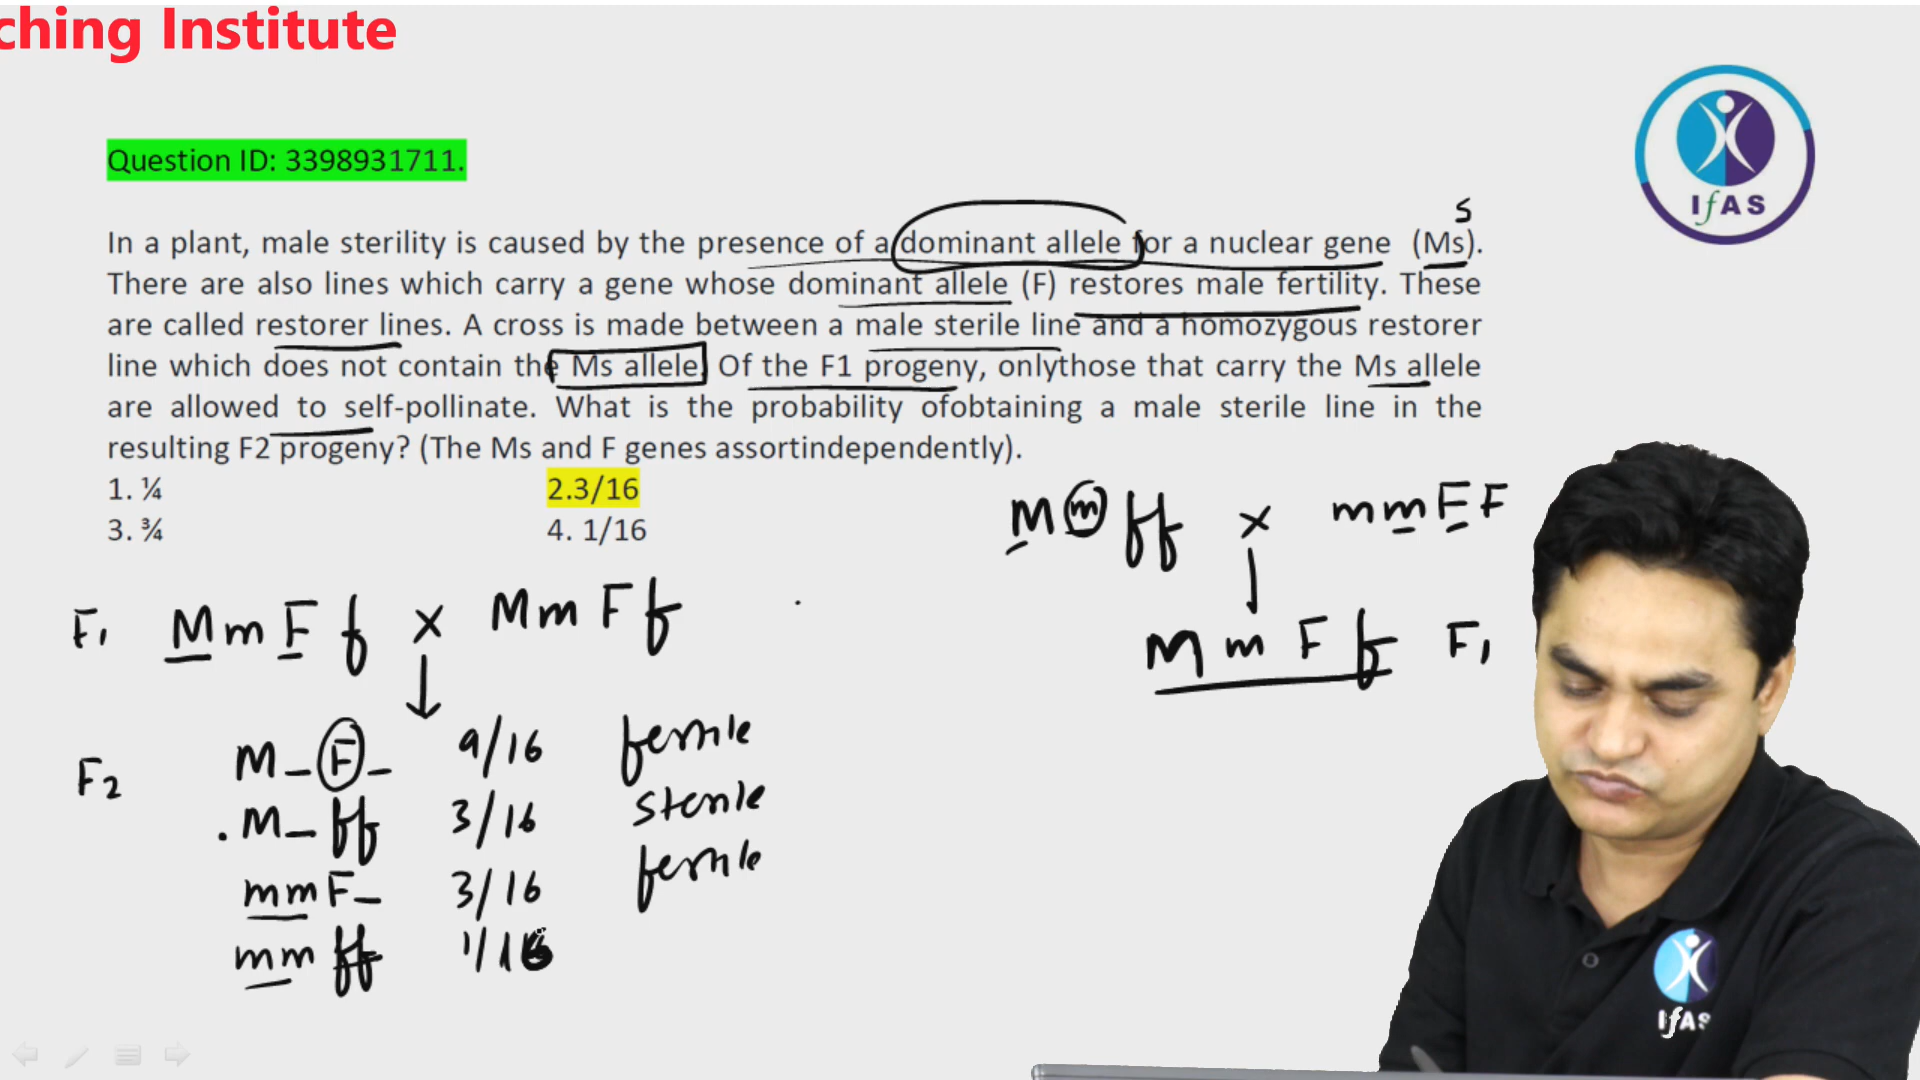 ching Institute
Question ID: 3398931711.
S
In a plant, male sterility is caused by the presence of a dominant allele for a nuclear gene (Ms).
There are also lines which carry a gene whose dominant allele (F) restores male fertility. These
are called restorer lines. A cross is made between a male sterile line and a homozygous restorer
line which does not contain the Ms allele. Of the F1 progeny, onlythose that carry the Ms allele
are allowed to self-pollinate. What is the probability ofobtaining a male sterile line in the
resulting F2 progeny? (The Ms and F genes assortindependently).
1. ¼ 2.3/16
3. ¾ 4. 1/16
M m ff × mmFF
MmFf F1
F1 MmFf × MmFf
F2 M_F_ 9/16 fertile
M_ff 3/16 sterile
mmF_ 3/16 fertile
mmff 1/16
IfAS
IfAS